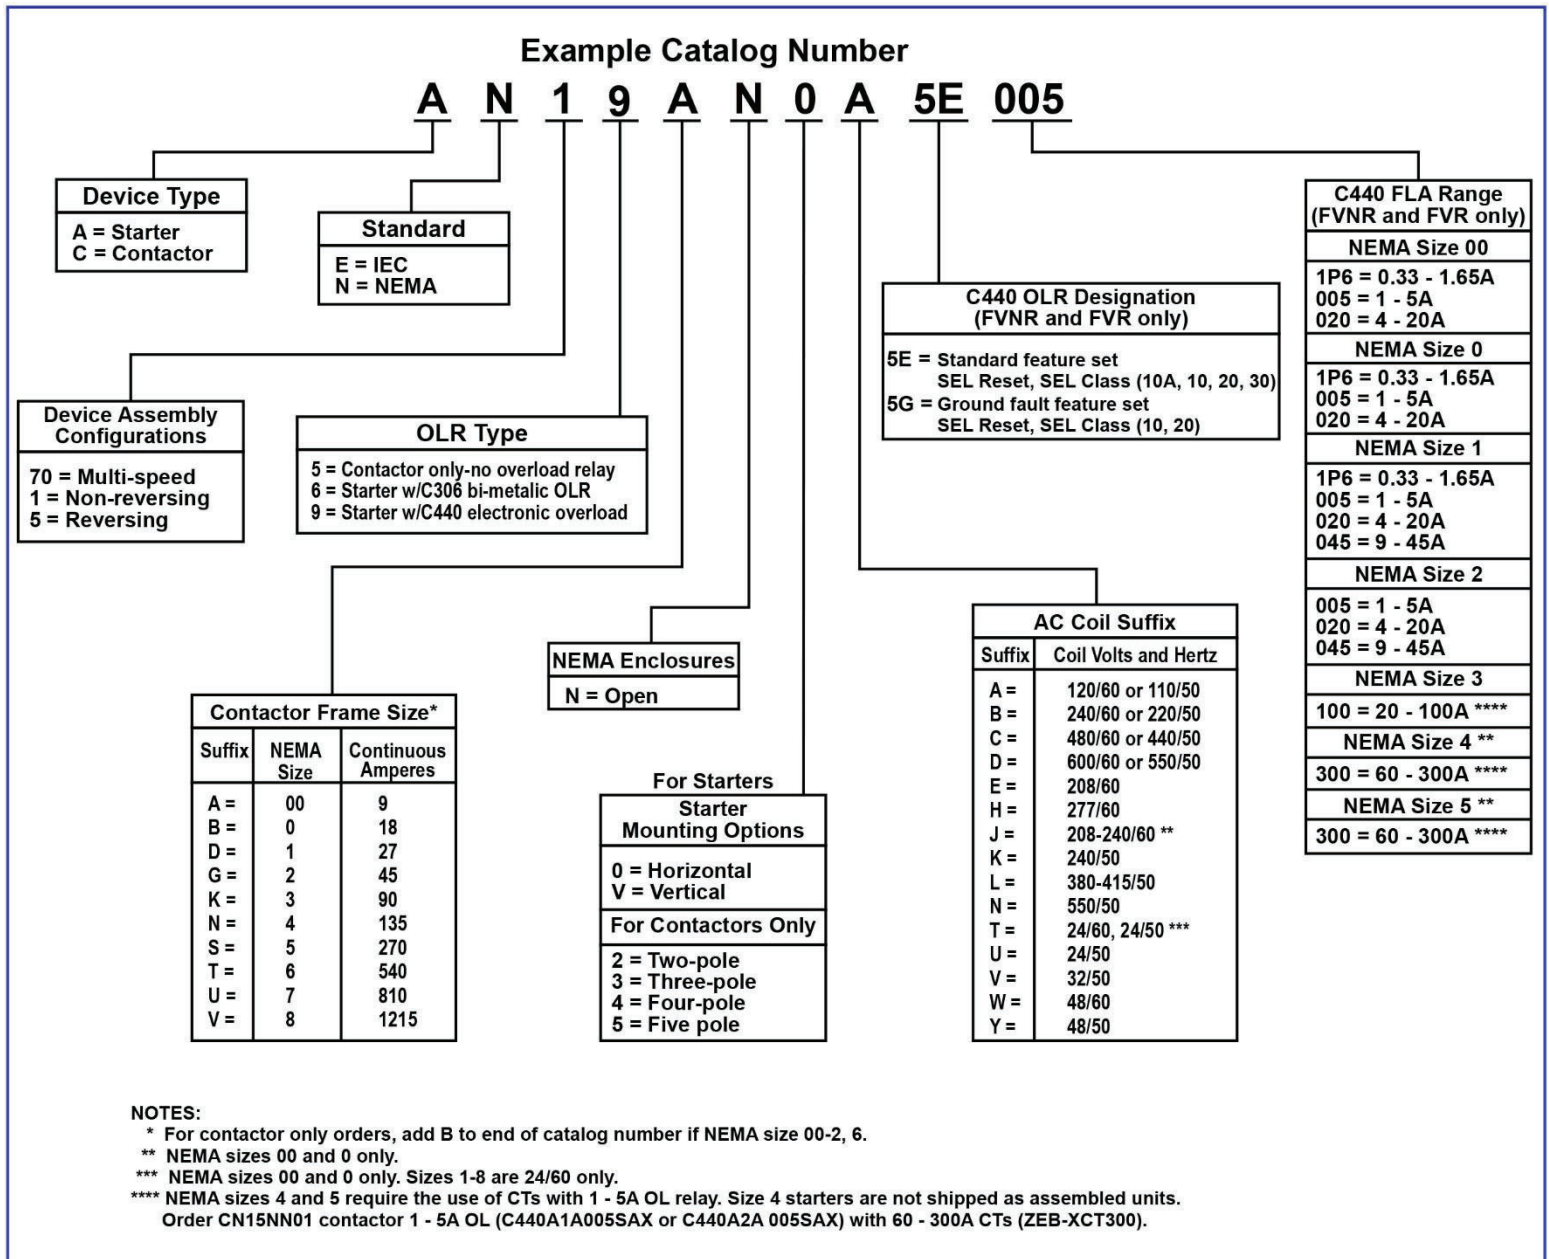 Example Catalog Number
A N 1 9 A N 0 A 5E 005
Device Type
A = Starter
C = Contactor
Standard
E = IEC
N = NEMA
Device Assembly
Configurations
70 = Multi-speed
1 = Non-reversing
5 = Reversing
OLR Type
5 = Contactor only-no overload relay
6 = Starter w/C306 bi-metalic OLR
9 = Starter w/C440 electronic overload
C440 OLR Designation
(FVNR and FVR only)
5E = Standard feature set
SEL Reset, SEL Class (10A, 10, 20, 30)
5G = Ground fault feature set
SEL Reset, SEL Class (10, 20)
C440 FLA Range
(FVNR and FVR only)
NEMA Size 00
1P6 = 0.33 - 1.65A
005 = 1 - 5A
020 = 4 - 20A
NEMA Size 0
1P6 = 0.33 - 1.65A
005 = 1 - 5A
020 = 4 - 20A
NEMA Size 1
1P6 = 0.33 - 1.65A
005 = 1 - 5A
020 = 4 - 20A
045 = 9 - 45A
NEMA Size 2
005 = 1 - 5A
020 = 4 - 20A
045 = 9 - 45A
NEMA Size 3
100 = 20 - 100A ****
NEMA Size 4 **
300 = 60 - 300A ****
NEMA Size 5 **
300 = 60 - 300A ****
Contactor Frame Size*
Suffix NEMA Size Continuous Amperes
A = 00 9
B = 0 18
D = 1 27
G = 2 45
K = 3 90
N = 4 135
S = 5 270
T = 6 540
U = 7 810
V = 8 1215
NEMA Enclosures
N = Open
For Starters
Starter
Mounting Options
0 = Horizontal
V = Vertical
For Contactors Only
2 = Two-pole
3 = Three-pole
4 = Four-pole
5 = Five pole
AC Coil Suffix
Suffix Coil Volts and Hertz
A = 120/60 or 110/50
B = 240/60 or 220/50
C = 480/60 or 440/50
D = 600/60 or 550/50
E = 208/60
H = 277/60
J = 208-240/60 **
K = 240/50
L = 380-415/50
N = 550/50
T = 24/60, 24/50 ***
U = 24/50
V = 32/50
W = 48/60
Y = 48/50
NOTES:
* For contactor only orders, add B to end of catalog number if NEMA size 00-2, 6.
** NEMA sizes 00 and 0 only.
*** NEMA sizes 00 and 0 only. Sizes 1-8 are 24/60 only.
**** NEMA sizes 4 and 5 require the use of CTs with 1 - 5A OL relay. Size 4 starters are not shipped as assembled units.
Order CN15NN01 contactor 1 - 5A OL (C440A1A005SAX or C440A2A 005SAX) with 60 - 300A CTs (ZEB-XCT300).